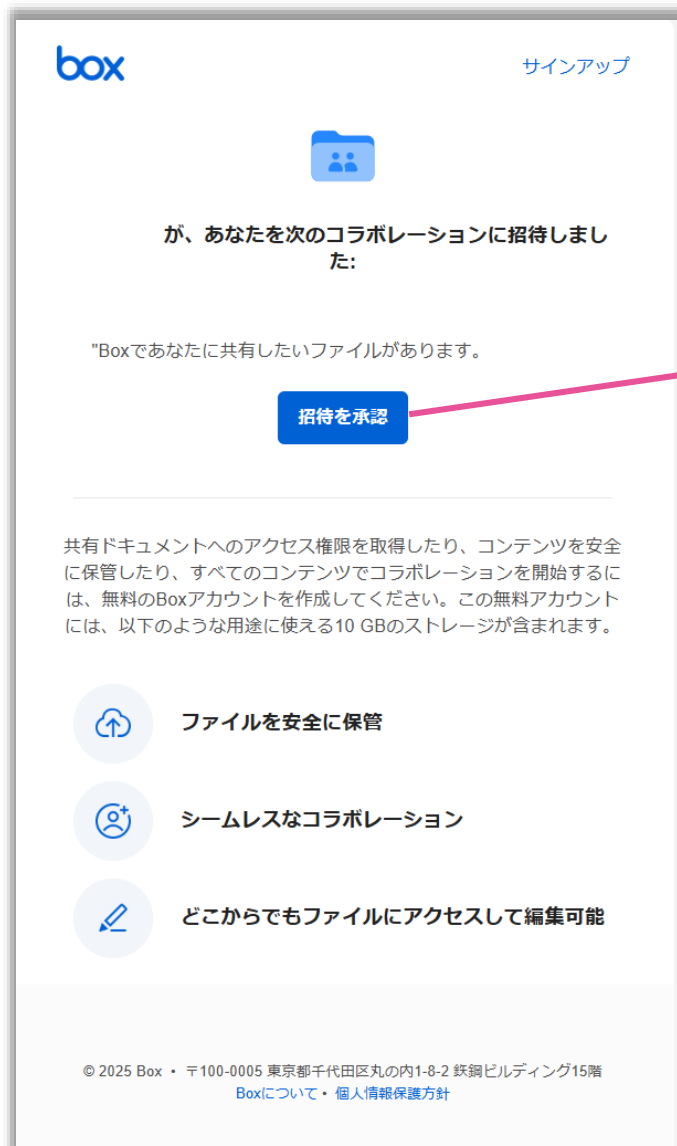 box
サインアップ
が、あなたを次のコラボレーションに招待しまし
た:
"Boxであなたに共有したいファイルがあります。
招待を承認
共有ドキュメントへのアクセス権限を取得したり、コンテンツを安全
に保管したり、すべてのコンテンツでコラボレーションを開始するに
は、無料のBoxアカウントを作成してください。この無料アカウント
には、以下のような用途に使える10 GBのストレージが含まれます。
ファイルを安全に保管
シームレスなコラボレーション
どこからでもファイルにアクセスして編集可能
© 2025 Box • 〒100-0005 東京都千代田区丸の内1-8-2 鉃鋼ビルディング15階
Boxについて • 個人情報保護方針